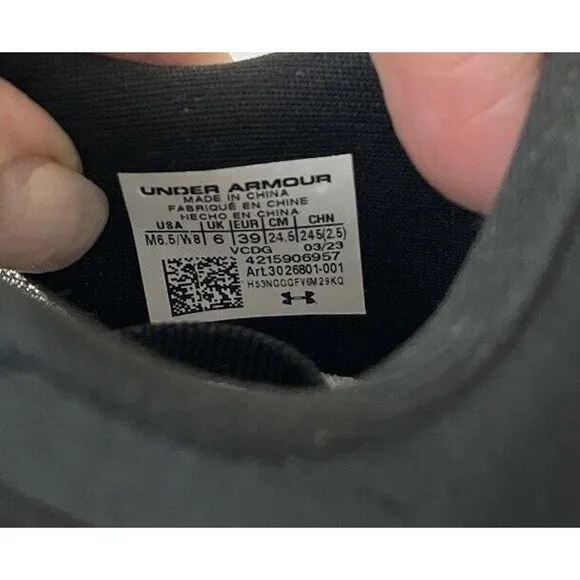 UNDER ARMOUR
MADE IN CHINA
FABRIQUÉ EN CHINE
HECHO EN CHINA
USA UK EUR CM CHN
M6.5/W8 6 39 24.5 245(2.5)
VCDG 03/23
4215906957
Art.3026801-001